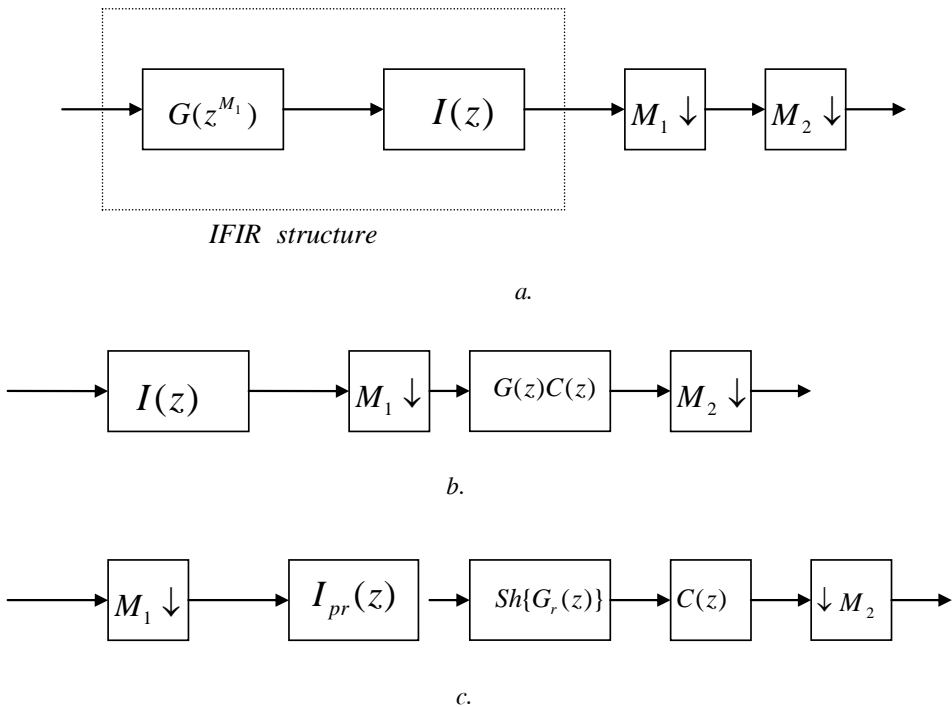 G(z^{M_1}) I(z) M_1 ↓ M_2 ↓
IFIR structure
a.
I(z) M_1 ↓ G(z)C(z) M_2 ↓
b.
M_1 ↓ I_{pr}(z) Sh{G_r(z)} C(z) ↓ M_2
c.